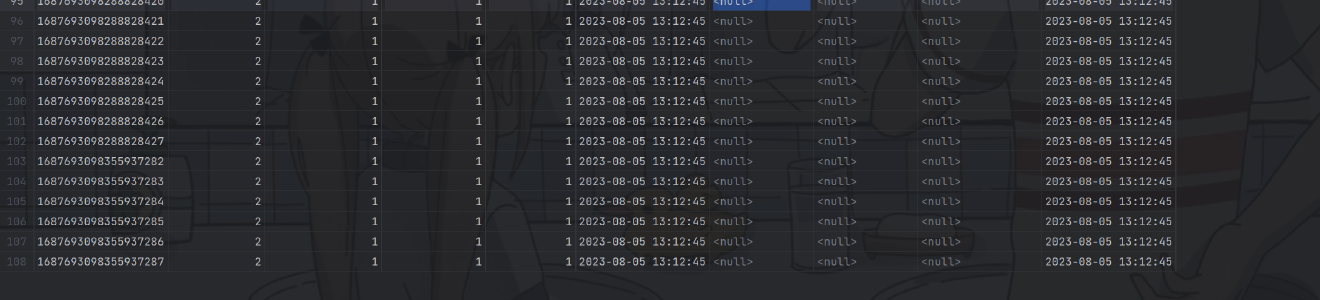 95 1687693098288828420 2 1 1 1 2023-08-05 13:12:45 <null> <null> <null> 2023-08-05 13:12:45
96 1687693098288828421 2 1 1 1 2023-08-05 13:12:45 <null> <null> <null> 2023-08-05 13:12:45
97 1687693098288828422 2 1 1 1 2023-08-05 13:12:45 <null> <null> <null> 2023-08-05 13:12:45
98 1687693098288828423 2 1 1 1 2023-08-05 13:12:45 <null> <null> <null> 2023-08-05 13:12:45
99 1687693098288828424 2 1 1 1 2023-08-05 13:12:45 <null> <null> <null> 2023-08-05 13:12:45
100 1687693098288828425 2 1 1 1 2023-08-05 13:12:45 <null> <null> <null> 2023-08-05 13:12:45
101 1687693098288828426 2 1 1 1 2023-08-05 13:12:45 <null> <null> <null> 2023-08-05 13:12:45
102 1687693098288828427 2 1 1 1 2023-08-05 13:12:45 <null> <null> <null> 2023-08-05 13:12:45
103 1687693098355937282 2 1 1 1 2023-08-05 13:12:45 <null> <null> <null> 2023-08-05 13:12:45
104 1687693098355937283 2 1 1 1 2023-08-05 13:12:45 <null> <null> <null> 2023-08-05 13:12:45
105 1687693098355937284 2 1 1 1 2023-08-05 13:12:45 <null> <null> <null> 2023-08-05 13:12:45
106 1687693098355937285 2 1 1 1 2023-08-05 13:12:45 <null> <null> <null> 2023-08-05 13:12:45
107 1687693098355937286 2 1 1 1 2023-08-05 13:12:45 <null> <null> <null> 2023-08-05 13:12:45
108 1687693098355937287 2 1 1 1 2023-08-05 13:12:45 <null> <null> <null> 2023-08-05 13:12:45